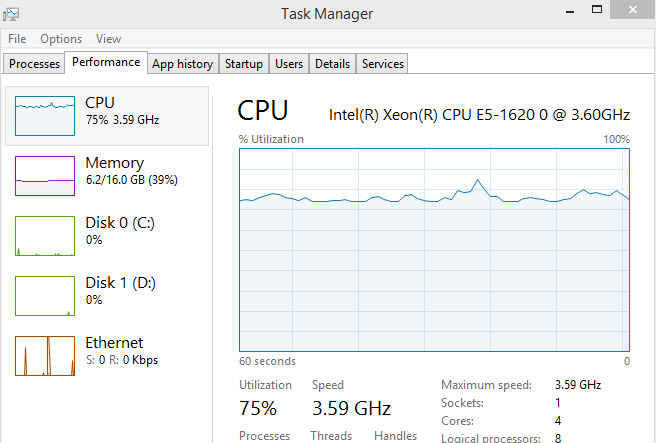 Task Manager
File Options View
Processes Performance App history Startup Users Details Services
CPU
75% 3.59 GHz
Memory
6.2/16.0 GB (39%)
Disk 0 (C:)
0%
Disk 1 (D:)
0%
Ethernet
S: 0 R: 0 Kbps
CPU Intel(R) Xeon(R) CPU E5-1620 0 @ 3.60GHz
% Utilization 100%
60 seconds 0
Utilization Speed
75% 3.59 GHz
Processes Threads Handles
Maximum speed: 3.59 GHz
Sockets: 1
Cores: 4
Logical processors: 8